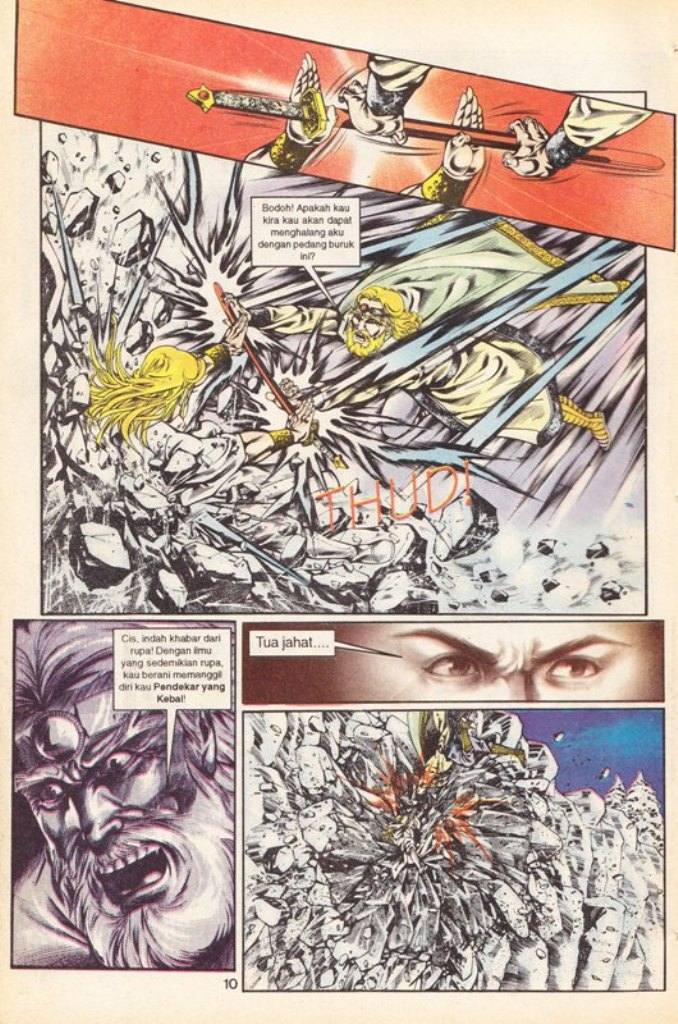 Bodoh! Apakah kau
kira kau akan dapat
menghalang aku
dengan pedang buruk
ini?
THUD!
Cis, indah khabar dari
rupa! Dengan ilmu
yang sedemikian rupa,
kau berani memanggil
diri kau Pendekar yang
Kebal!
Tua jahat....
10